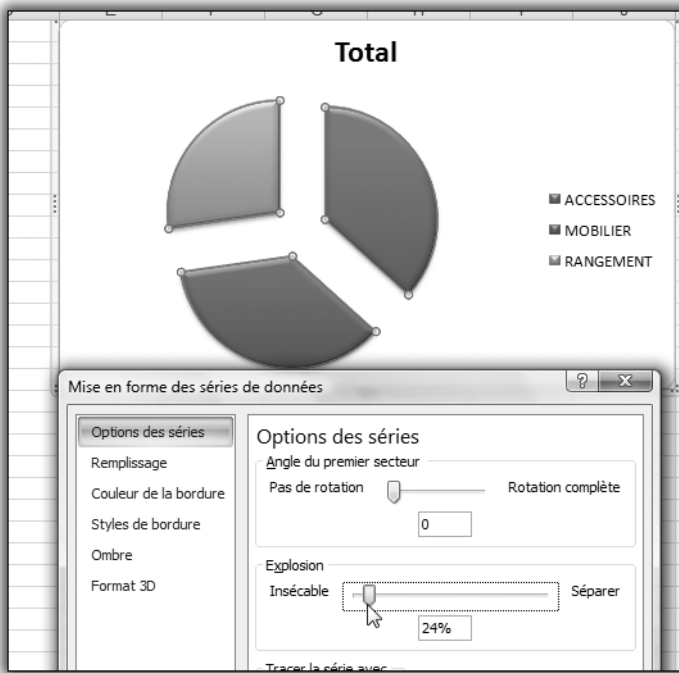 Total
ACCESSOIRES
MOBILIER
RANGEMENT
Mise en forme des séries de données
?
X
Options des séries
Remplissage
Couleur de la bordure
Styles de bordure
Ombre
Format 3D
Options des séries
Angle du premier secteur
Pas de rotation
Rotation complète
0
Explosion
Insécable
Séparer
24%
Tracer la série avec